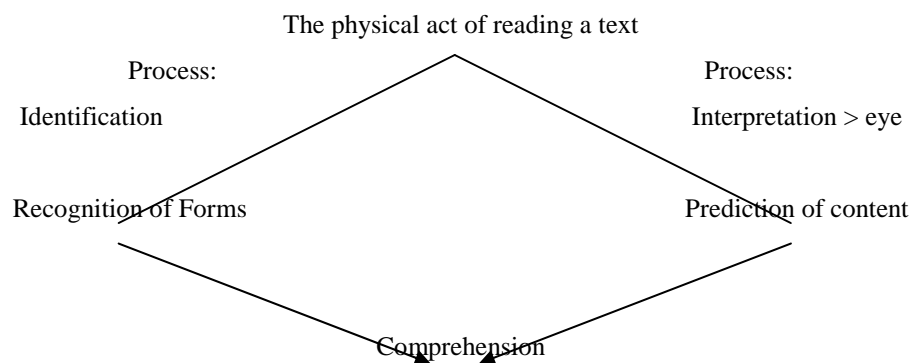 The physical act of reading a text
Process: Process:
Identification Interpretation > eye
Recognition of Forms Prediction of content
Comprehension